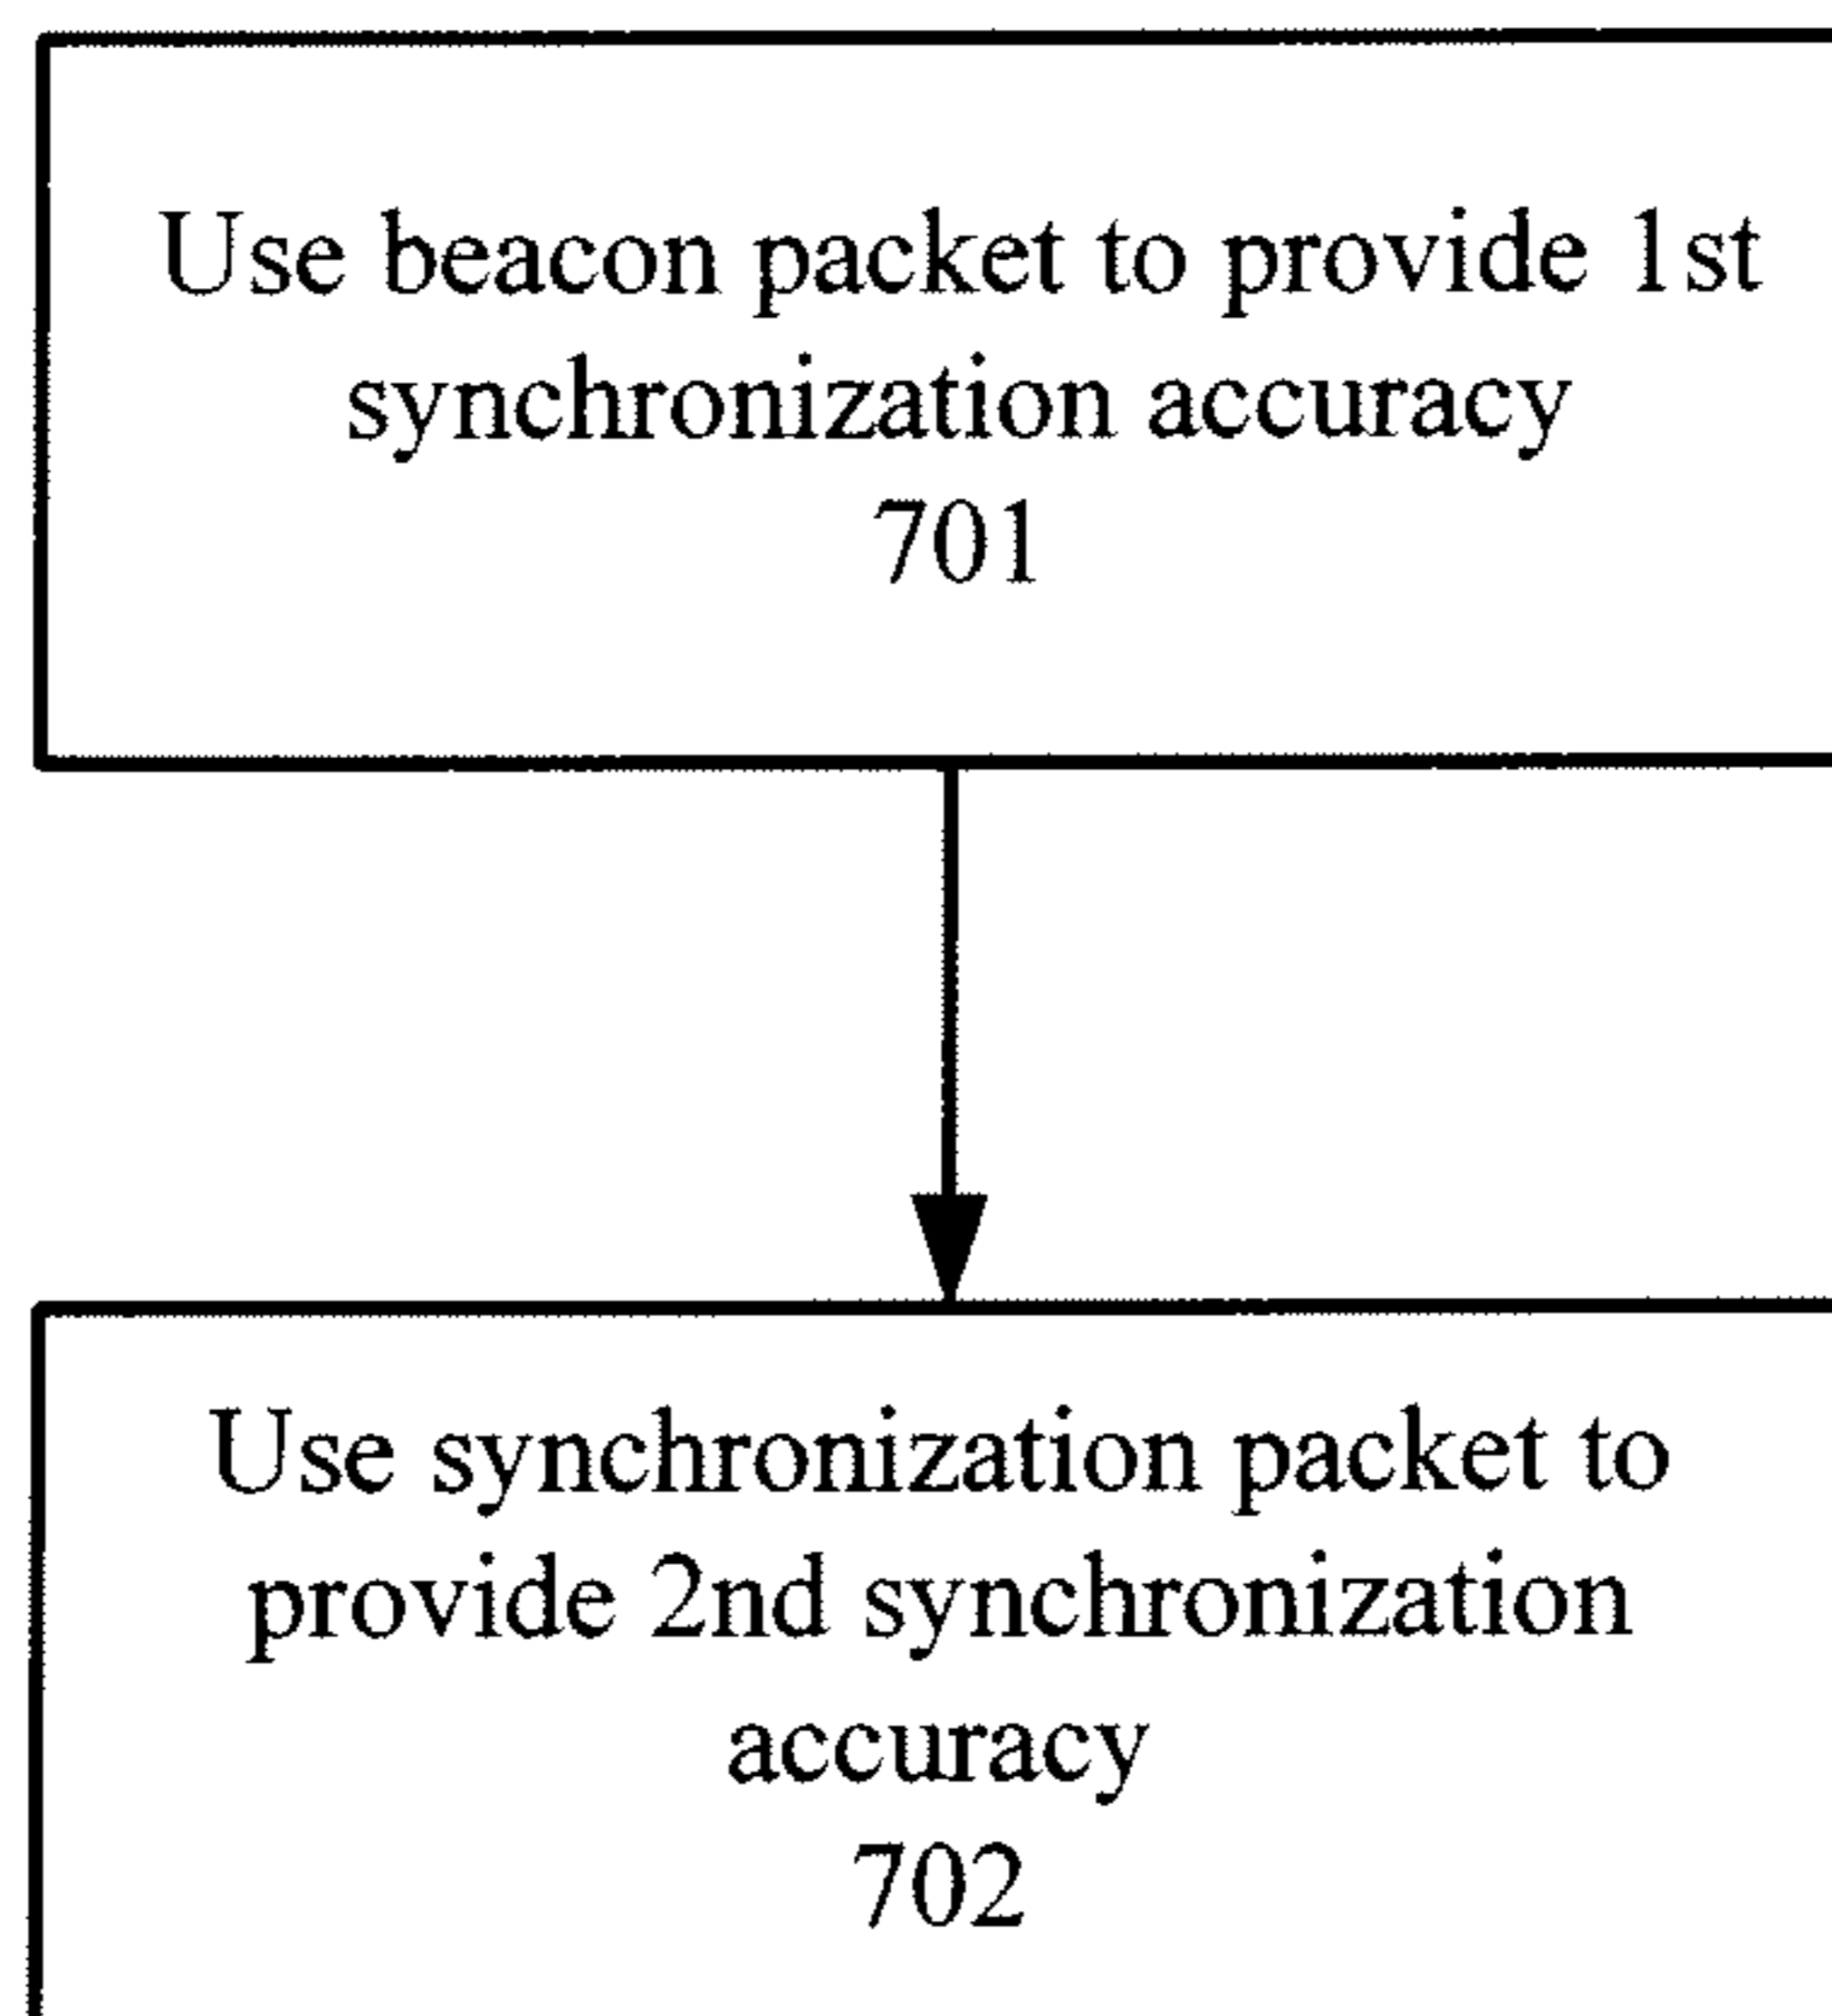 Use beacon packet to provide 1st
synchronization accuracy
701
Use synchronization packet to
provide 2nd synchronization
accuracy
702